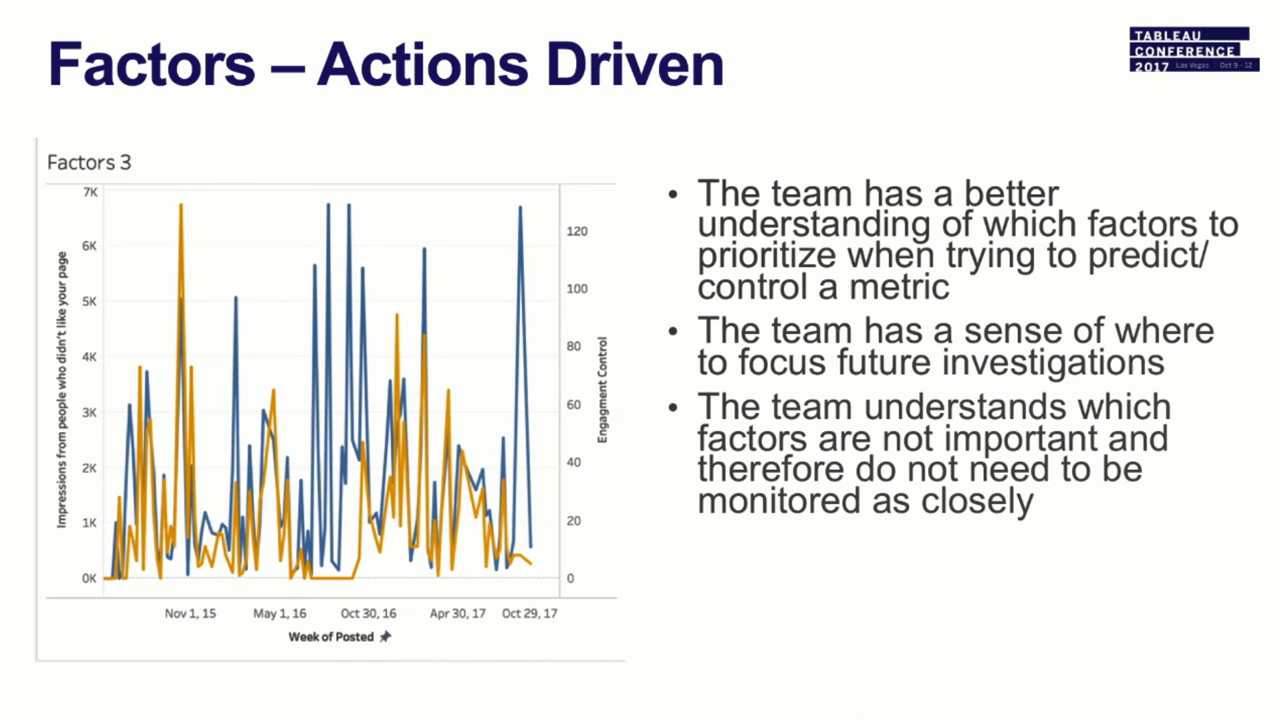 Factors – Actions Driven
TABLEAU
CONFERENCE
2017 Las Vegas | Oct 9 - 12
Factors 3
7K
6K
5K
4K
3K
2K
1K
0K
Impressions from people who didn't like your page
120
100
80
60
40
20
0
Engagment Control
Nov 1, 15
May 1, 16
Oct 30, 16
Apr 30, 17
Oct 29, 17
Week of Posted
• The team has a better
understanding of which factors to
prioritize when trying to predict/
control a metric
• The team has a sense of where
to focus future investigations
• The team understands which
factors are not important and
therefore do not need to be
monitored as closely